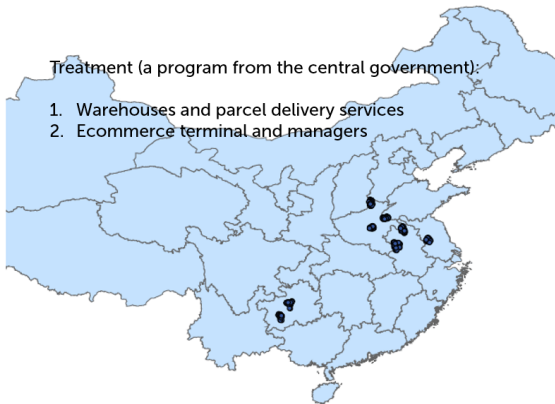 Treatment (a program from the central government):
1. Warehouses and parcel delivery services
2. Ecommerce terminal and managers